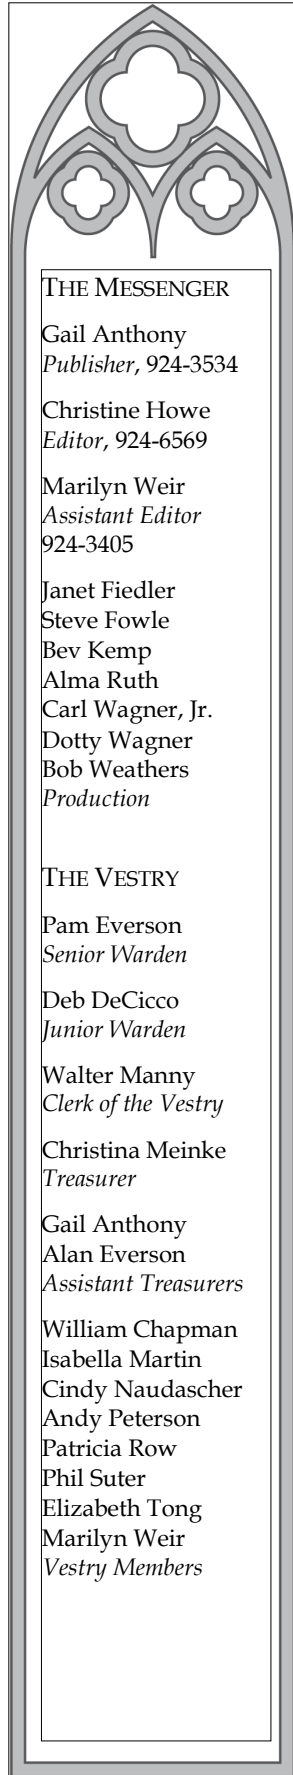 THE MESSENGER
Gail Anthony
Publisher, 924-3534
Christine Howe
Editor, 924-6569
Marilyn Weir
Assistant Editor
924-3405
Janet Fiedler
Steve Fowle
Bev Kemp
Alma Ruth
Carl Wagner, Jr.
Dotty Wagner
Bob Weathers
Production
THE VESTRY
Pam Everson
Senior Warden
Deb DeCicco
Junior Warden
Walter Manny
Clerk of the Vestry
Christina Meinke
Treasurer
Gail Anthony
Alan Everson
Assistant Treasurers
William Chapman
Isabella Martin
Cindy Naudascher
Andy Peterson
Patricia Row
Phil Suter
Elizabeth Tong
Marilyn Weir
Vestry Members